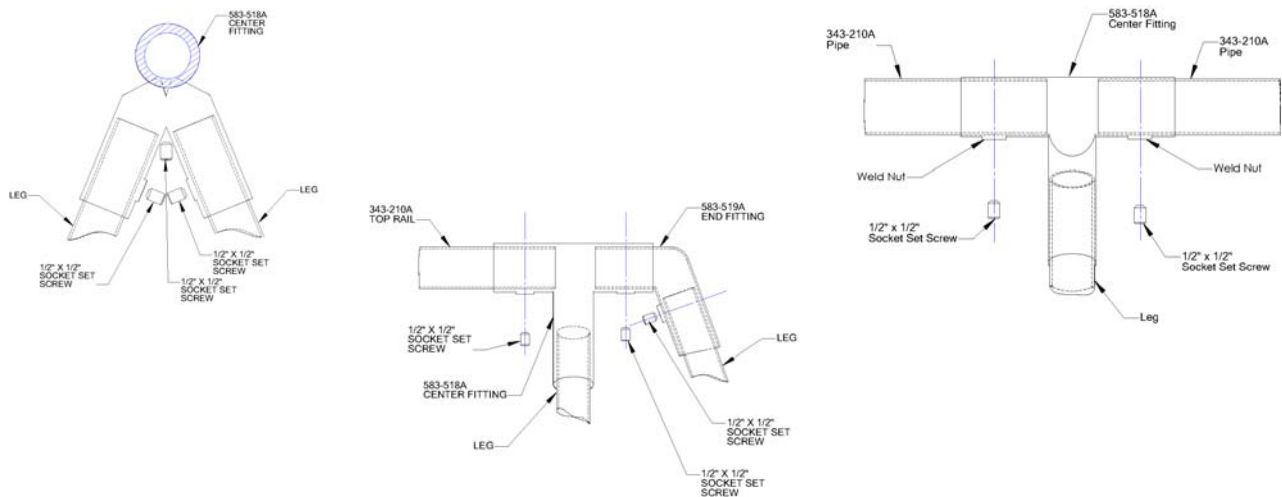 583-518A
CENTER
FITTING
LEG
LEG
1/2" X 1/2"
SOCKET SET
SCREW
1/2" X 1/2"
SOCKET SET
SCREW
1/2" X 1/2"
SOCKET SET
SCREW
343-210A
TOP RAIL
583-519A
END FITTING
1/2" X 1/2"
SOCKET SET
SCREW
583-518A
CENTER FITTING
LEG
LEG
1/2" X 1/2"
SOCKET SET
SCREW
1/2" X 1/2"
SOCKET SET
SCREW
583-518A
Center Fitting
343-210A
Pipe
343-210A
Pipe
Weld Nut
Weld Nut
1/2" x 1/2"
Socket Set Screw
1/2" x 1/2"
Socket Set Screw
Leg